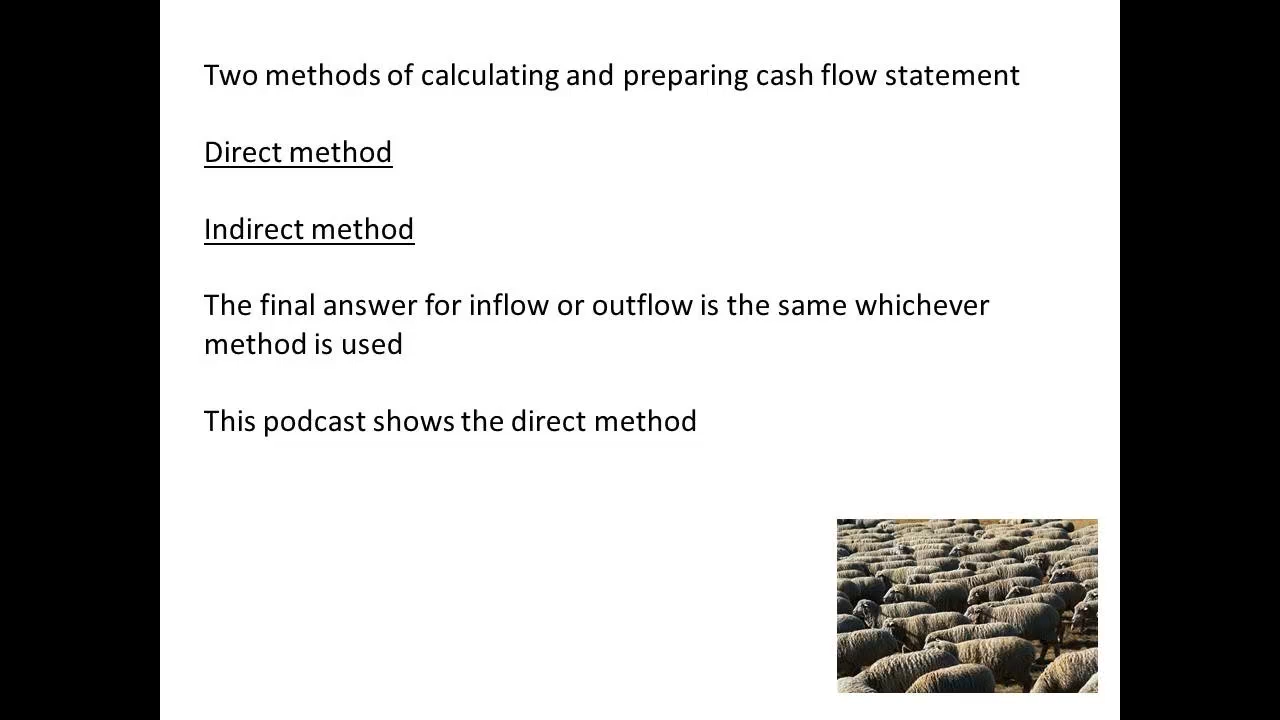 Two methods of calculating and preparing cash flow statement
Direct method
Indirect method
The final answer for inflow or outflow is the same whichever
method is used
This podcast shows the direct method